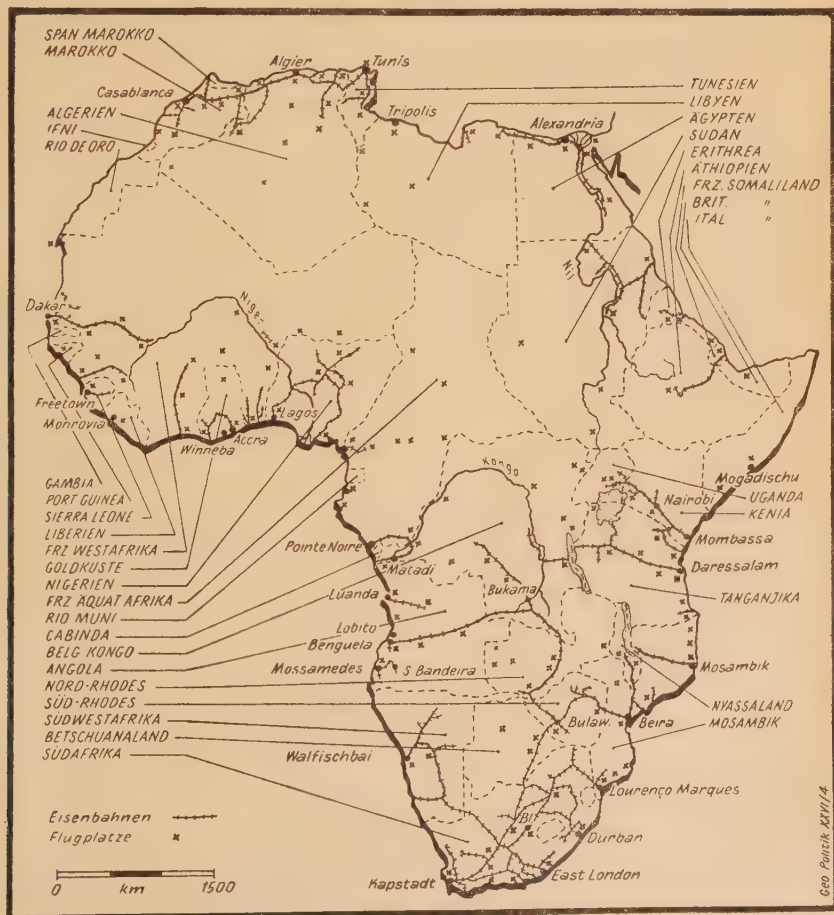 SPAN MAROKKO
MAROKKO
ALGERIEN
IFNI
RIO DE ORO
Casablanca
Algier
Tunis
Tripolis
Alexandria
TUNESIEN
LIBYEN
ÄGYPTEN
SUDAN
ERITHREA
ÄTHIOPIEN
FRZ. SOMALILAND
BRIT. "
ITAL "
Nil
Dakar
Niger
Freetown
Monrovia
Winneba
Accra
Lagos
GAMBIA
PORT GUINEA
SIERRA LEONE
LIBERIEN
FRZ WESTAFRIKA
GOLDKÜSTE
NIGERIEN
FRZ ÄQUAT AFRIKA
RIO MUNI
CABINDA
BELG KONGO
ANGOLA
NORD-RHODES
SÜD-RHODES
SÜDWESTAFRIKA
BETSCHUANALAND
SÜDAFRIKA
Kongo
Pointe Noire
Matadi
Lúanda
Bukama
Lobito
Benguela
Mossamedes
S Bandeira
Mogadischu
UGANDA
Nairobi
KENIA
Mombassa
Daressalam
TANGANJIKA
Mosambik
NYASSALAND
MOSAMBIK
Bulaw.
Beira
Walfischbai
Lourenço Marques
Bl.
Durban
East London
Kapstadt
Eisenbahnen
Flugplätze
0 km 1500
Geo Politik XXVI/4